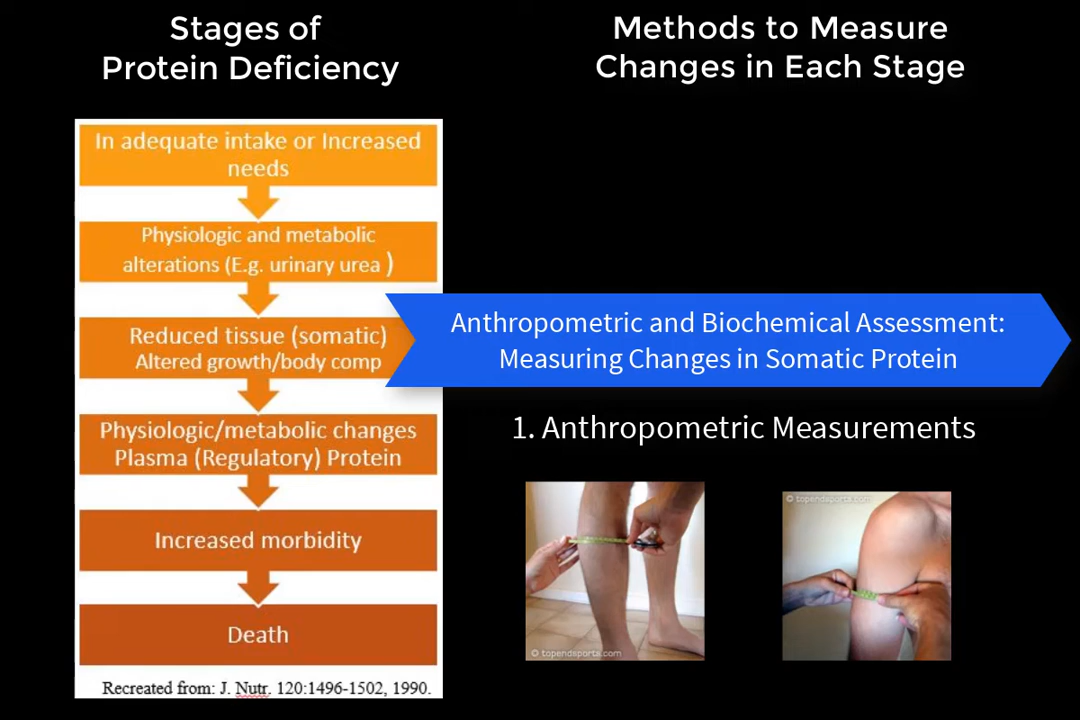 Stages of
Protein Deficiency
Methods to Measure
Changes in Each Stage
In adequate intake or Increased
needs
Physiologic and metabolic
alterations (E.g. urinary urea )
Reduced tissue (somatic)
Altered growth/body comp
Physiologic/metabolic changes
Plasma (Regulatory) Protein
Increased morbidity
Death
Recreated from: J. Nutr. 120:1496-1502, 1990.
Anthropometric and Biochemical Assessment:
Measuring Changes in Somatic Protein
1. Anthropometric Measurements
© topendsports.com
© topendsports.com